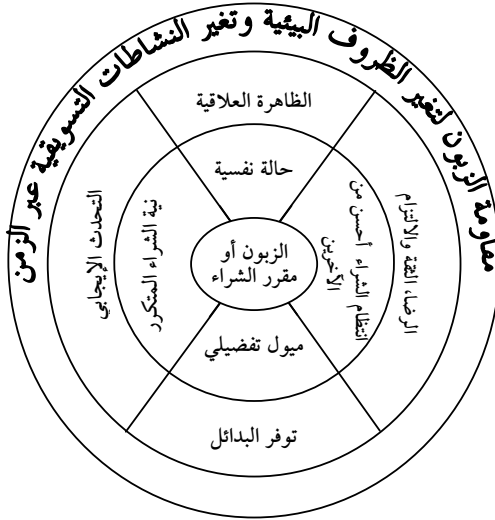 مقاومة الزبون لتغير الظروف البيئية وتغير النشاطات التسويقية عبر الزمن
الظاهرة العلاقية
حالة نفسية
الرضا، الثقة والالتزام
انتظام الشراء أحسن من
الآخرين
الزبون أو
مقرر الشراء
نية الشراء المتكرر
التحدث الإيجابي
ميول تفضيلي
توفر البدائل